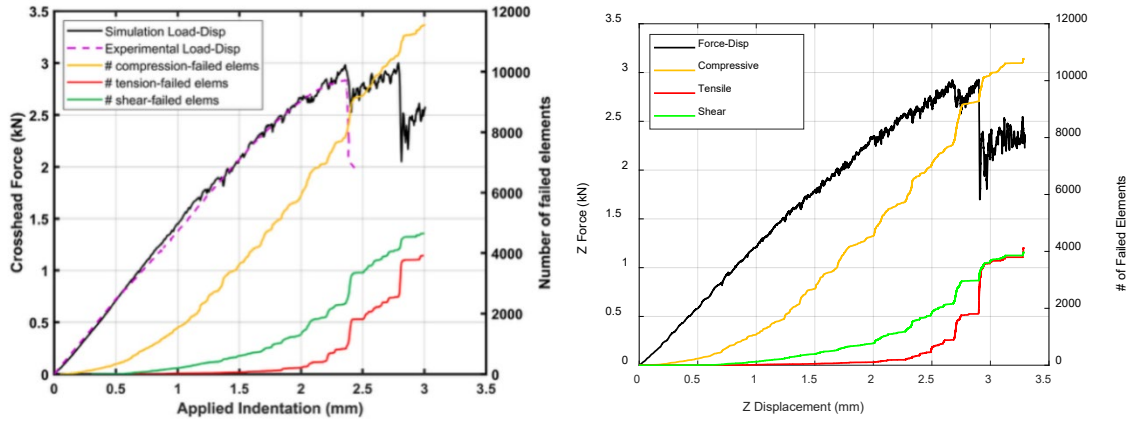 3.5
3
2.5
2
1.5
1
0.5
0
Crosshead Force (kN)
Simulation Load-Disp
Experimental Load-Disp
# compression-failed elems
# tension-failed elems
# shear-failed elems
12000
10000
8000
6000
4000
2000
0
Number of failed elements
0 0.5 1 1.5 2 2.5 3 3.5
Applied Indentation (mm)
3.5
3
2.5
2
1.5
1
0.5
0
Z Force (kN)
Force-Disp
Compressive
Tensile
Shear
12000
10000
8000
6000
4000
2000
0
# of Failed Elements
0 0.5 1 1.5 2 2.5 3 3.5
Z Displacement (mm)